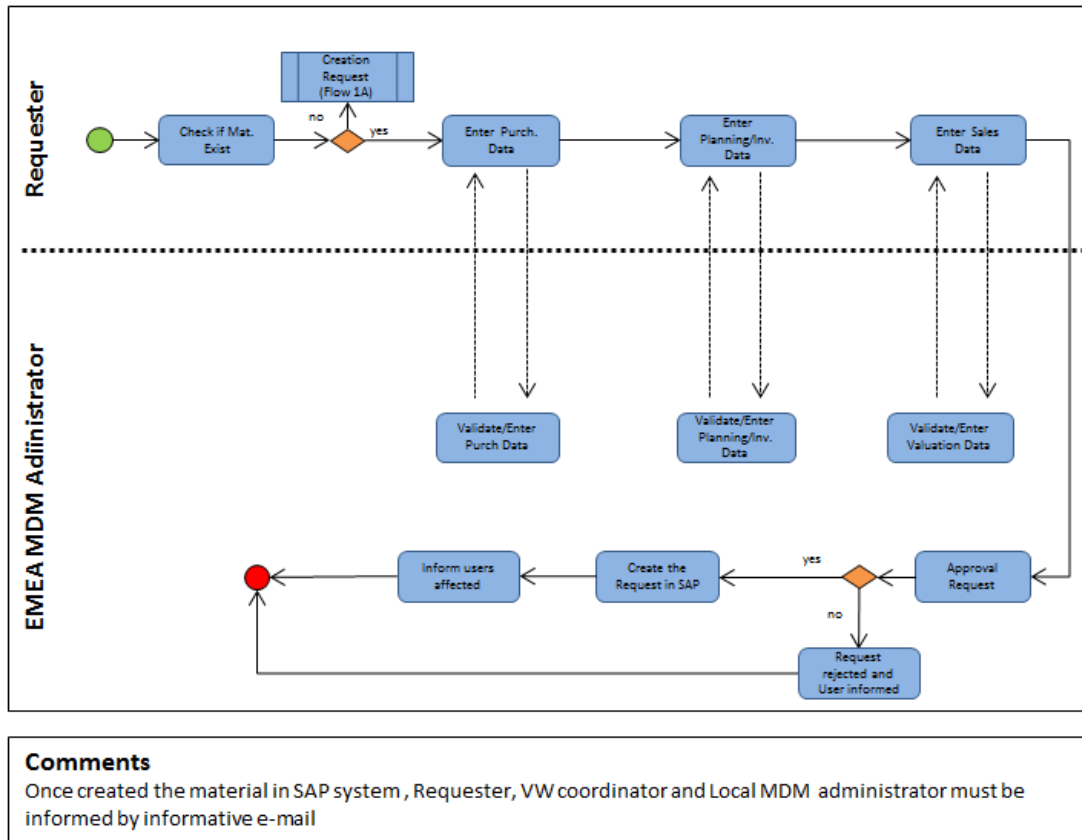 Requester
Creation
Request
(Flow 1A)
no
yes
Check if Mat.
Exist
Enter Purch.
Data
Enter
Planning/Inv.
Data
Enter Sales
Data
EMEA MDM Adiinistrator
Validate/Enter
Purch Data
Validate/Enter
Planning/Inv.
Data
Validate/Enter
Valuation Data
Inform users
affected
Create the
Request in SAP
yes
Approval
Request
no
Request
rejected and
User informed
Comments
Once created the material in SAP system , Requester, VW coordinator and Local MDM administrator must be
informed by informative e-mail